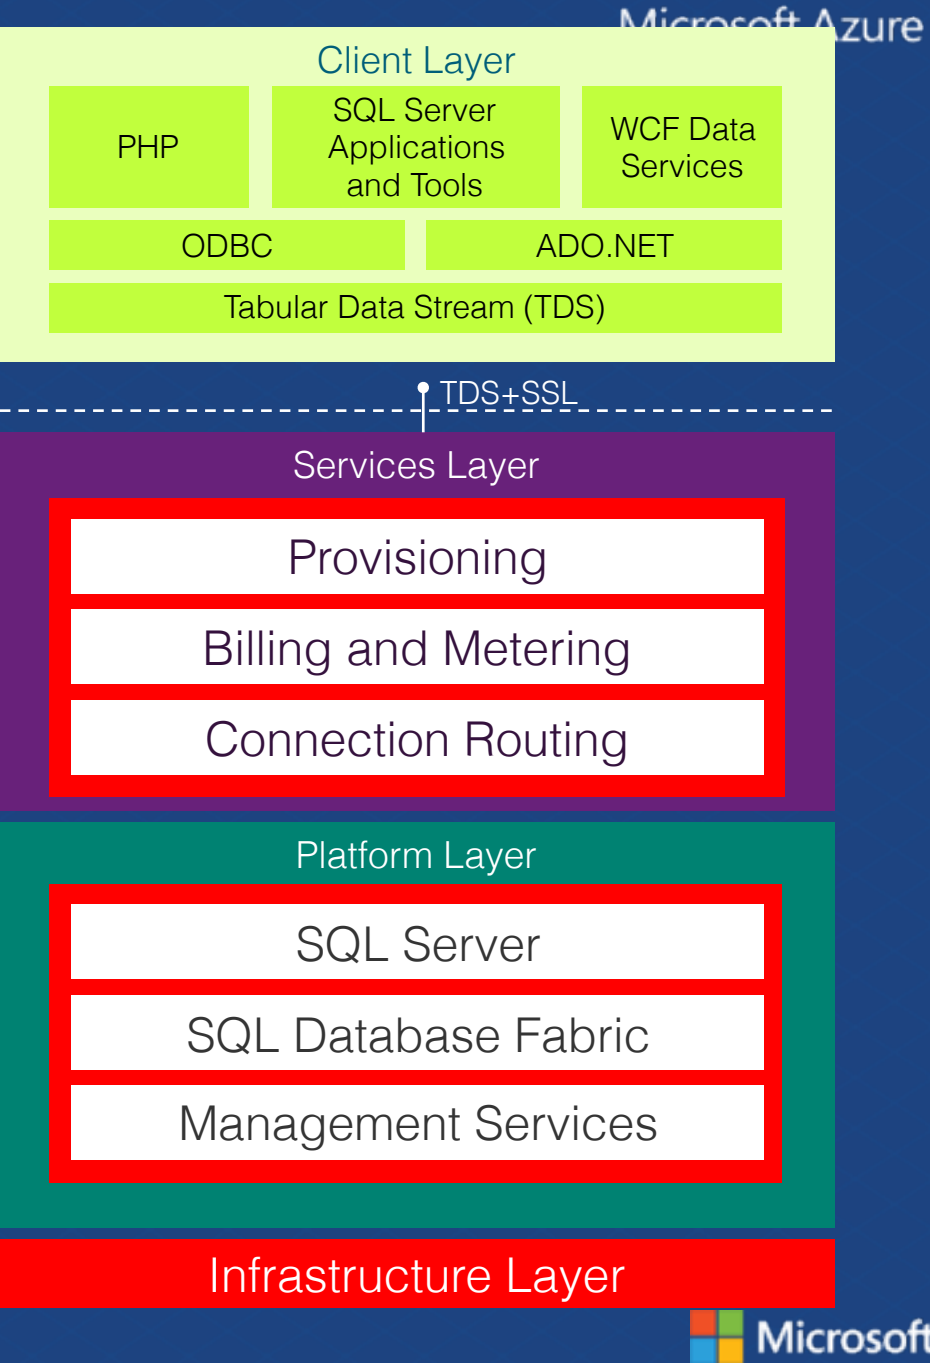 Microsoft Azure
Client Layer
PHP
SQL Server
Applications
and Tools
WCF Data
Services
ODBC
ADO.NET
Tabular Data Stream (TDS)
TDS+SSL
Services Layer
Provisioning
Billing and Metering
Connection Routing
Platform Layer
SQL Server
SQL Database Fabric
Management Services
Infrastructure Layer
Microsoft